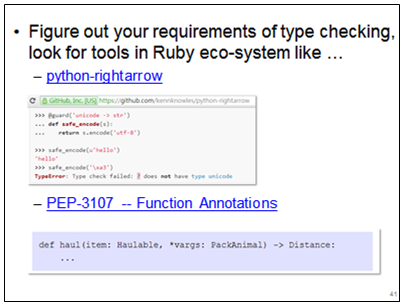 • Figure out your requirements of type checking,
look for tools in Ruby eco-system like …
– python-rightarrow
GitHub, Inc. [US] https://github.com/kennknowles/python-rightarrow
>>> @guard('unicode -> str')
... def safe_encode(s):
...     return s.encode('utf-8')
>>> safe_encode(u'hello')
'hello'
>>> safe_encode('\xa3')
TypeError: Type check failed: ? does not have type unicode
– PEP-3107 -- Function Annotations
def haul(item: Haulable, *vargs: PackAnimal) -> Distance:
    ...
41